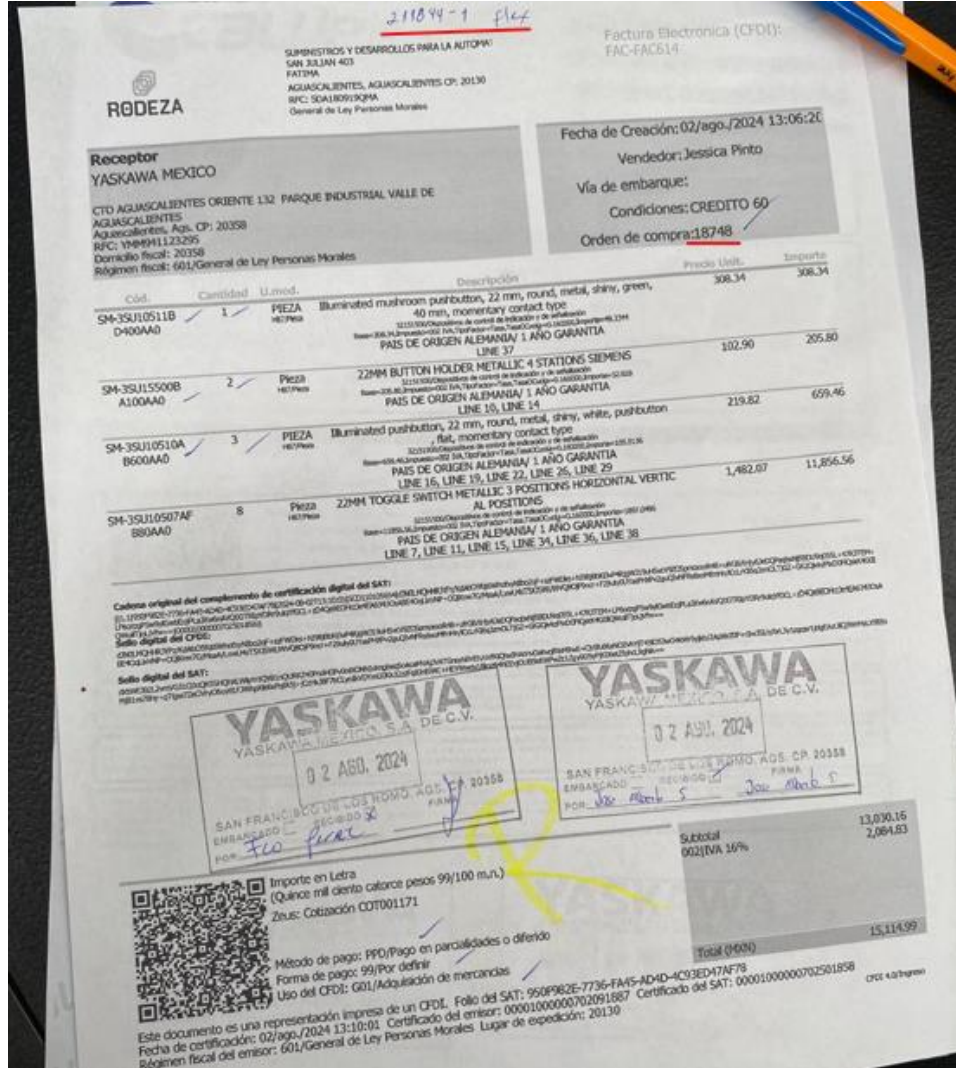 211844-1 flex
Factura Electronica (CFDI):
FAC-FAC614
RODEZA
SUMINISTROS Y DESARROLLOS PARA LA AUTOMA
SAN JULIAN 403
FATIMA
AGUASCALIENTES, AGUASCALIENTES CP: 20130
RFC: SDA180919QMA
General de Ley Personas Morales
Fecha de Creación: 02/ago./2024 13:06:20
Vendedor: Jessica Pinto
Vía de embarque:
Condiciones: CREDITO 60
Orden de compra:18748
Receptor
YASKAWA MEXICO
CTO AGUASCALIENTES ORIENTE 132 PARQUE INDUSTRIAL VALLE DE
AGUASCALIENTES
Aguascalientes, Ags. CP: 20358
RFC: YMM941123295
Domicilio fiscal: 20358
Régimen fiscal: 601/General de Ley Personas Morales
Cód. Cantidad U.med. Descripción Precio Unit. Importe
SM-3SU10511B 1 PIEZA Illuminated mushroom pushbutton, 22 mm, round, metal, shiny, green, 308.34 308.34
D400AA0 H87/Pieza 40 mm, momentary contact type
PAIS DE ORIGEN ALEMANIA/ 1 AÑO GARANTIA
LINE 37
SM-3SU15500B 2 Pieza 22MM BUTTON HOLDER METALLIC 4 STATIONS SIEMENS 102.90 205.80
A100AA0 H87/Pieza
PAIS DE ORIGEN ALEMANIA/ 1 AÑO GARANTIA
LINE 10, LINE 14
SM-3SU10510A 3 PIEZA Illuminated pushbutton, 22 mm, round, metal, shiny, white, pushbutton 219.82 659.46
B600AA0 H87/Pieza , flat, momentary contact type
PAIS DE ORIGEN ALEMANIA/ 1 AÑO GARANTIA
LINE 16, LINE 19, LINE 22, LINE 26, LINE 29
SM-3SU10507AF 8 Pieza 22MM TOGGLE SWITCH METALLIC 3 POSITIONS HORIZONTAL VERTIC 1,482.07 11,856.56
B80AA0 H87/Pieza AL POSITIONS
PAIS DE ORIGEN ALEMANIA/ 1 AÑO GARANTIA
LINE 7, LINE 11, LINE 15, LINE 34, LINE 36, LINE 38
Cadena original del complemento de certificación digital del SAT:
Sello digital del CFDI:
Sello digital del SAT:
YASKAWA
YASKAWA MEXICO, S.A. DE C.V.
02 AGO. 2024
SAN FRANCISCO DE LOS ROMO, AGS. CP. 20358
EMBARCADO RECIBIDO FIRMA
POR Fco
YASKAWA
YASKAWA MEXICO, S.A. DE C.V.
02 AGO. 2024
SAN FRANCISCO DE LOS ROMO, AGS. CP. 20358
EMBARCADO RECIBIDO FIRMA
POR
R
Subtotal 13,030.16
002|IVA 16% 2,084.83
Total (MXN) 15,114.99
Importe en Letra
(Quince mil ciento catorce pesos 99/100 m.n.)
Zeus: Cotización COT001171
Método de pago: PPD/Pago en parcialidades o diferido
Forma de pago: 99/Por definir
Uso del CFDI: G01/Adquisición de mercancias
Este documento es una representación impresa de un CFDI. Folio del SAT: 950F982E-7736-FA45-AD4D-4C93ED47AF78
Fecha de certificación: 02/ago./2024 13:10:01 Certificado del emisor: 00001000000702091887 Certificado del SAT: 00001000000702501858
Régimen fiscal del emisor: 601/General de Ley Personas Morales Lugar de expedición: 20130
CFDI 4.0/Ingreso